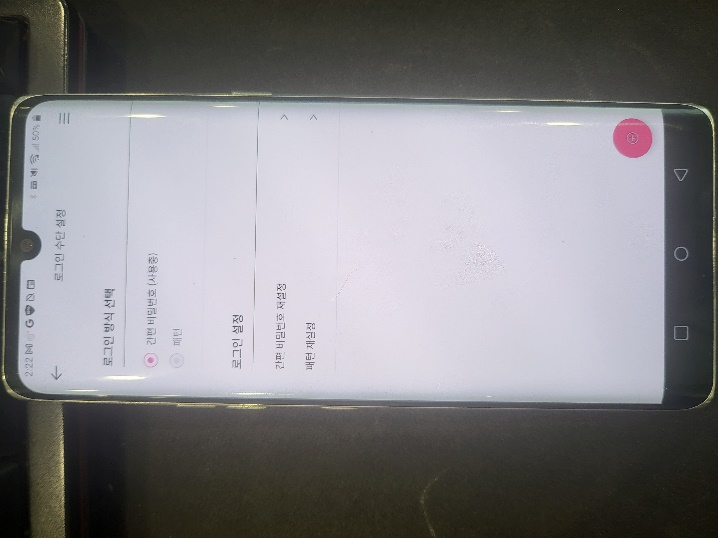 2:22
50%
로그인 수단 설정
로그인 방식 선택
간편 비밀번호 (사용중)
패턴
로그인 설정
간편 비밀번호 재설정
패턴 재설정